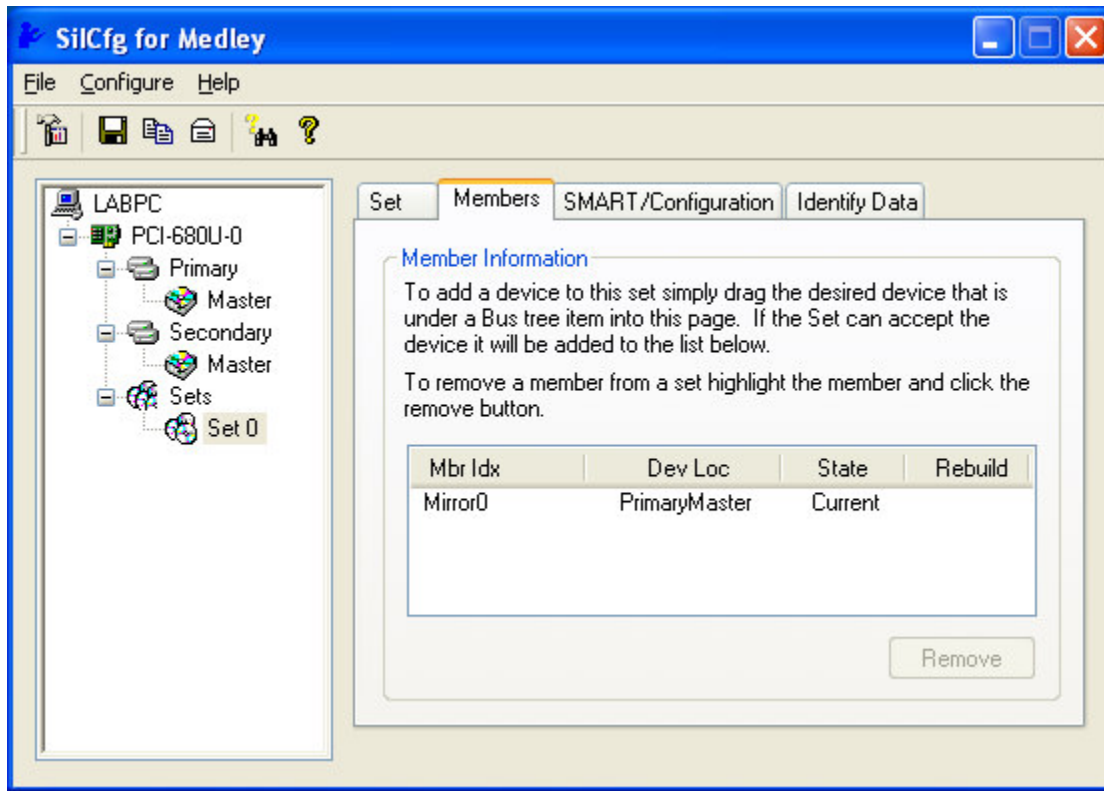 SilCfg for Medley
File Configure Help
LABPC
PCI-680U-0
Primary
Master
Secondary
Master
Sets
Set 0
Set Members SMART/Configuration Identify Data
Member Information
To add a device to this set simply drag the desired device that is
under a Bus tree item into this page. If the Set can accept the
device it will be added to the list below.
To remove a member from a set highlight the member and click the
remove button.
Mbr Idx Dev Loc State Rebuild
Mirror0 PrimaryMaster Current
Remove